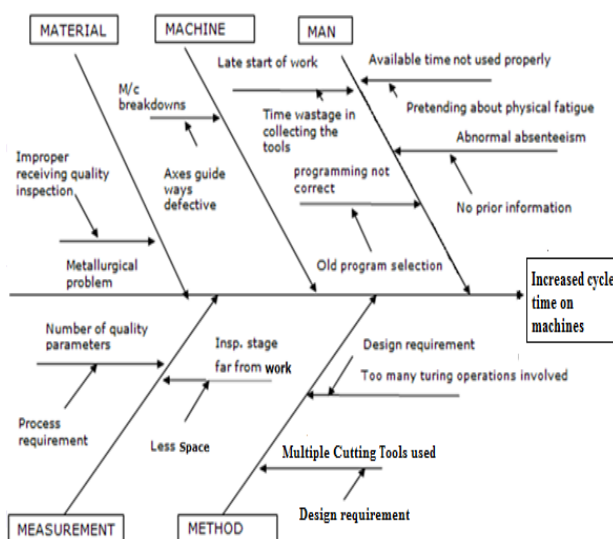 MATERIAL
MACHINE
MAN
Late start of work
Available time not used properly
M/c
breakdowns
Time wastage in
collecting the
tools
Pretending about physical fatigue
Abnormal absenteeism
Improper
receiving quality
inspection
Axes guide
ways
defective
programming not
correct
No prior information
Metallurgical
problem
Old program selection
Increased cycle
time on
machines
Number of quality
parameters
Insp. stage
far from work
Design requirement
Too many turing operations involved
Process
requirement
Less Space
Multiple Cutting Tools used
Design requirement
MEASUREMENT
METHOD